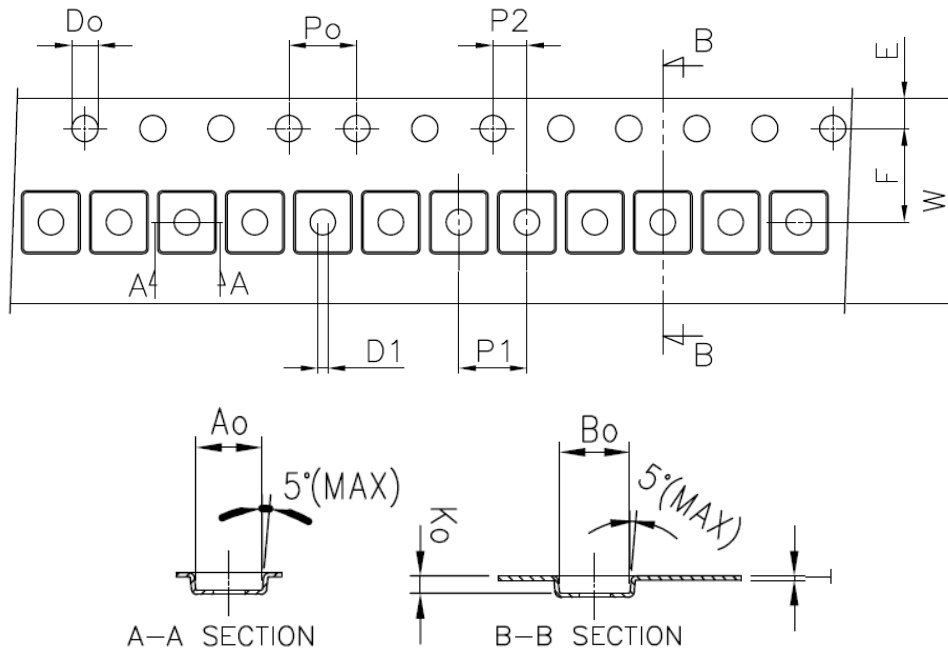 Do
Po
P2
B
E
F
W
A
A
D1
P1
B
Ao
5°(MAX)
Bo
5°(MAX)
Ko
T
A-A SECTION
B-B SECTION